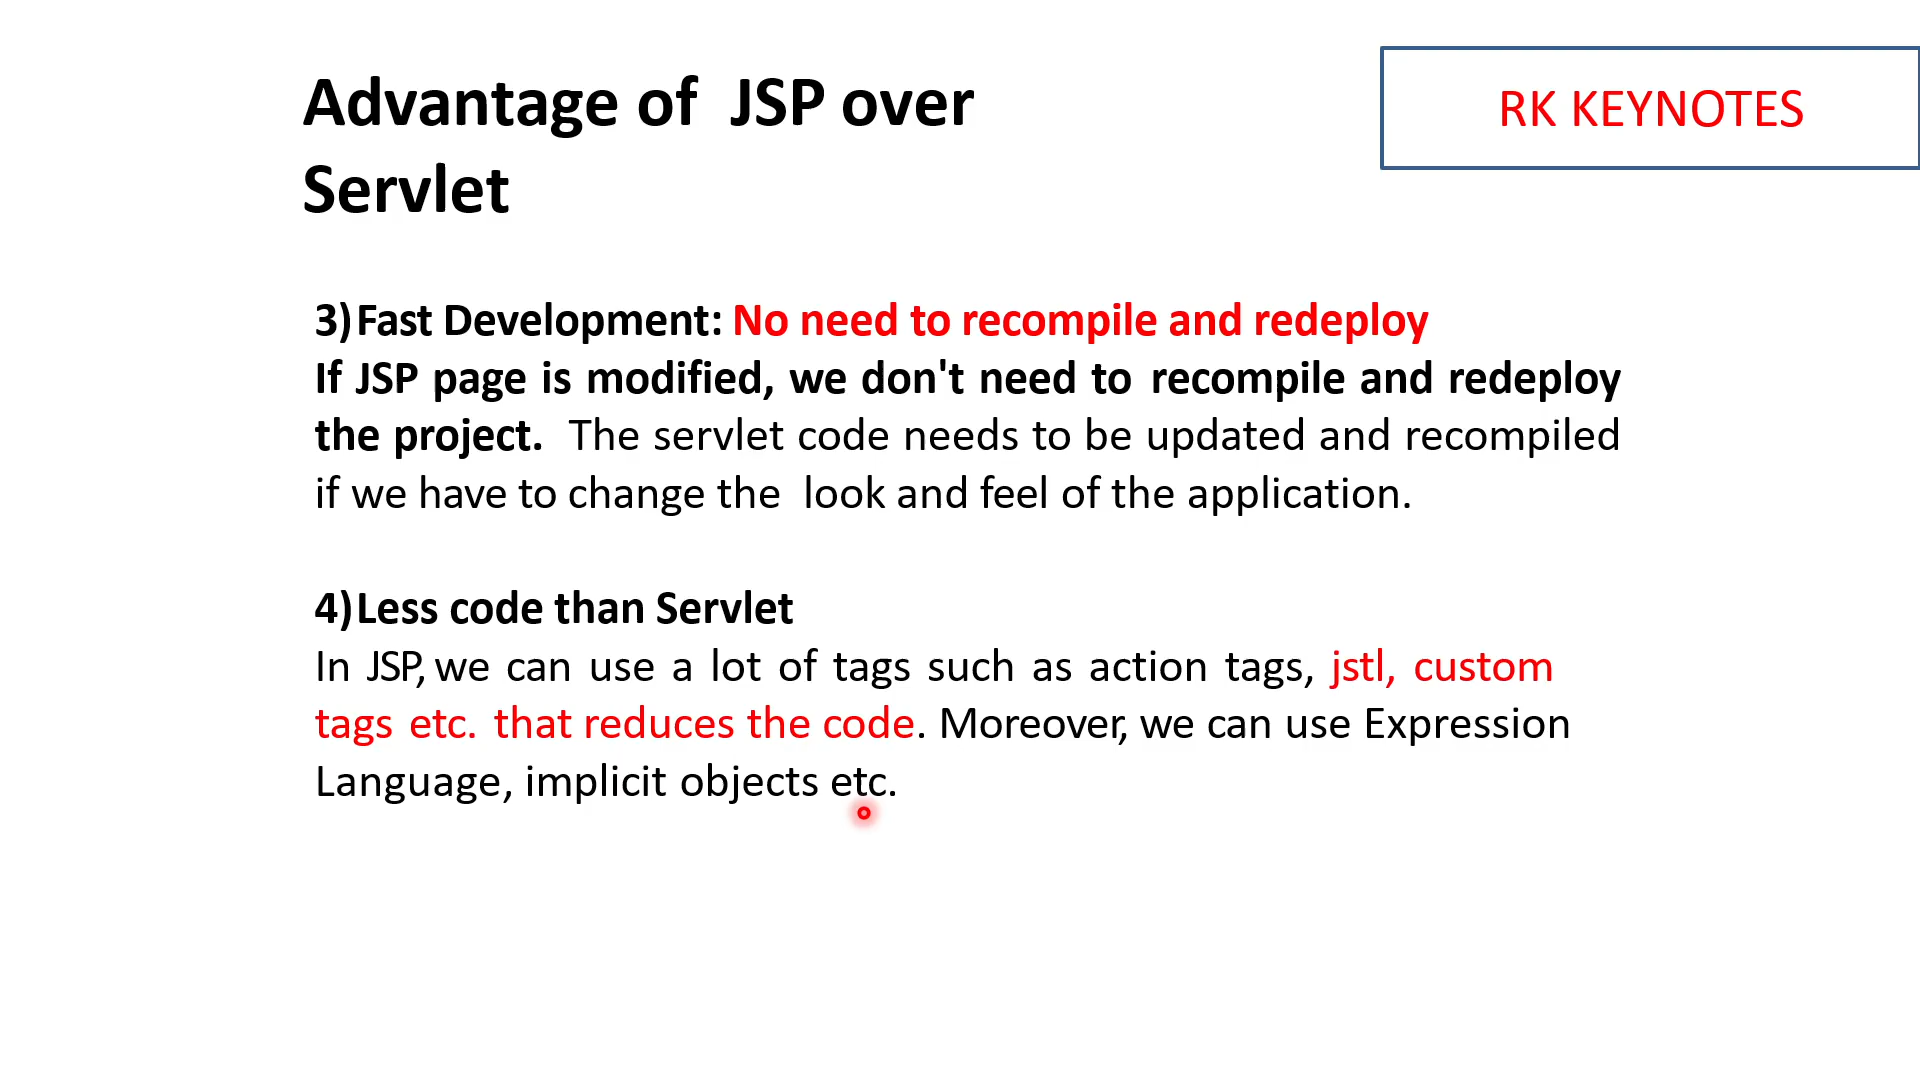 Advantage of JSP over
Servlet
RK KEYNOTES
3)Fast Development: No need to recompile and redeploy
If JSP page is modified, we don't need to recompile and redeploy
the project. The servlet code needs to be updated and recompiled
if we have to change the look and feel of the application.
4)Less code than Servlet
In JSP, we can use a lot of tags such as action tags, jstl, custom
tags etc. that reduces the code. Moreover, we can use Expression
Language, implicit objects etc.